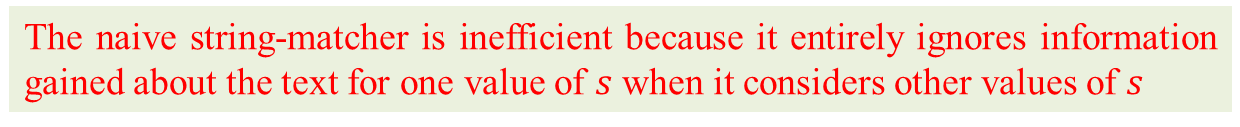 The naive string-matcher is inefficient because it entirely ignores information
gained about the text for one value of s when it considers other values of s